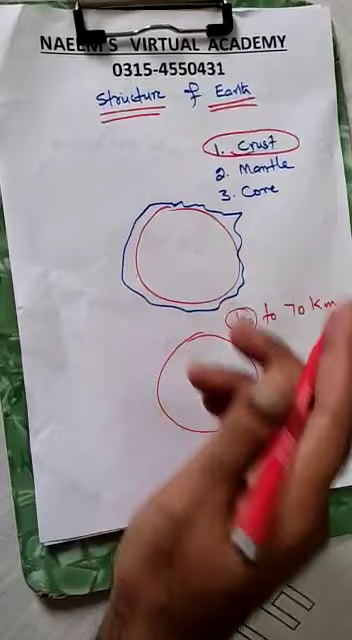 NAEEM'S VIRTUAL ACADEMY
0315-4550431
Structure of Earth
1. Crust
2. Mantle
3. Core
to 70 Km